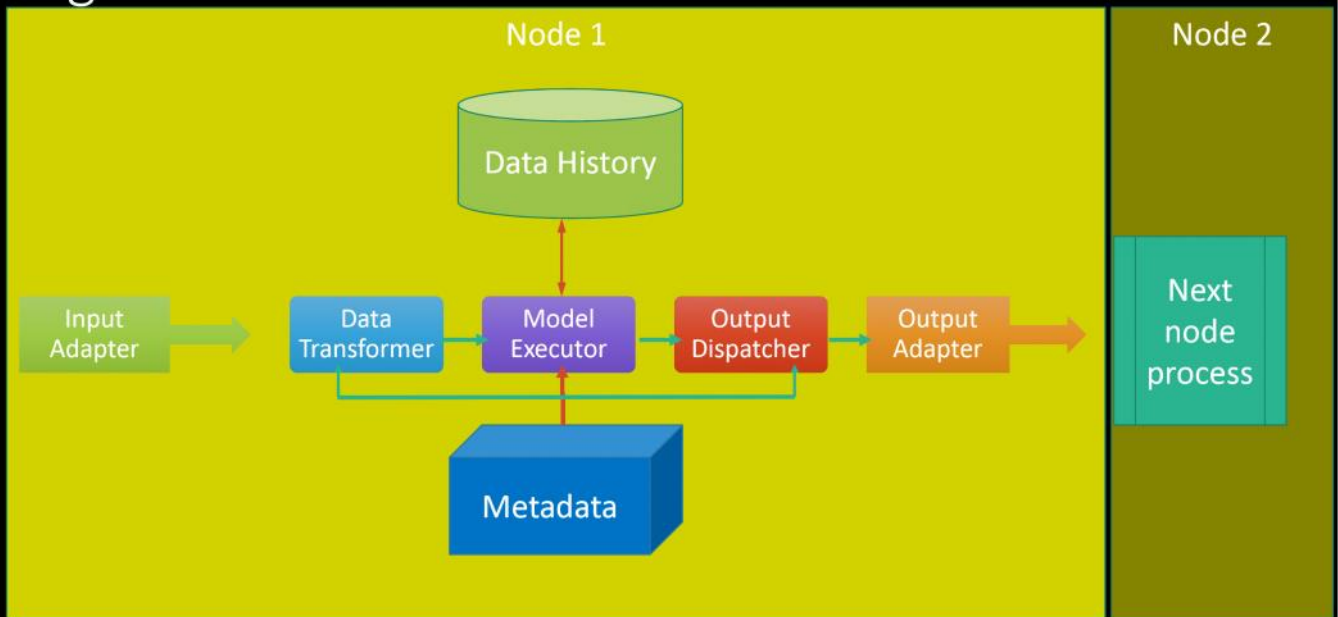 Node 1
Node 2
Data History
Input
Adapter
Data
Transformer
Model
Executor
Output
Dispatcher
Output
Adapter
Next
node
process
Metadata